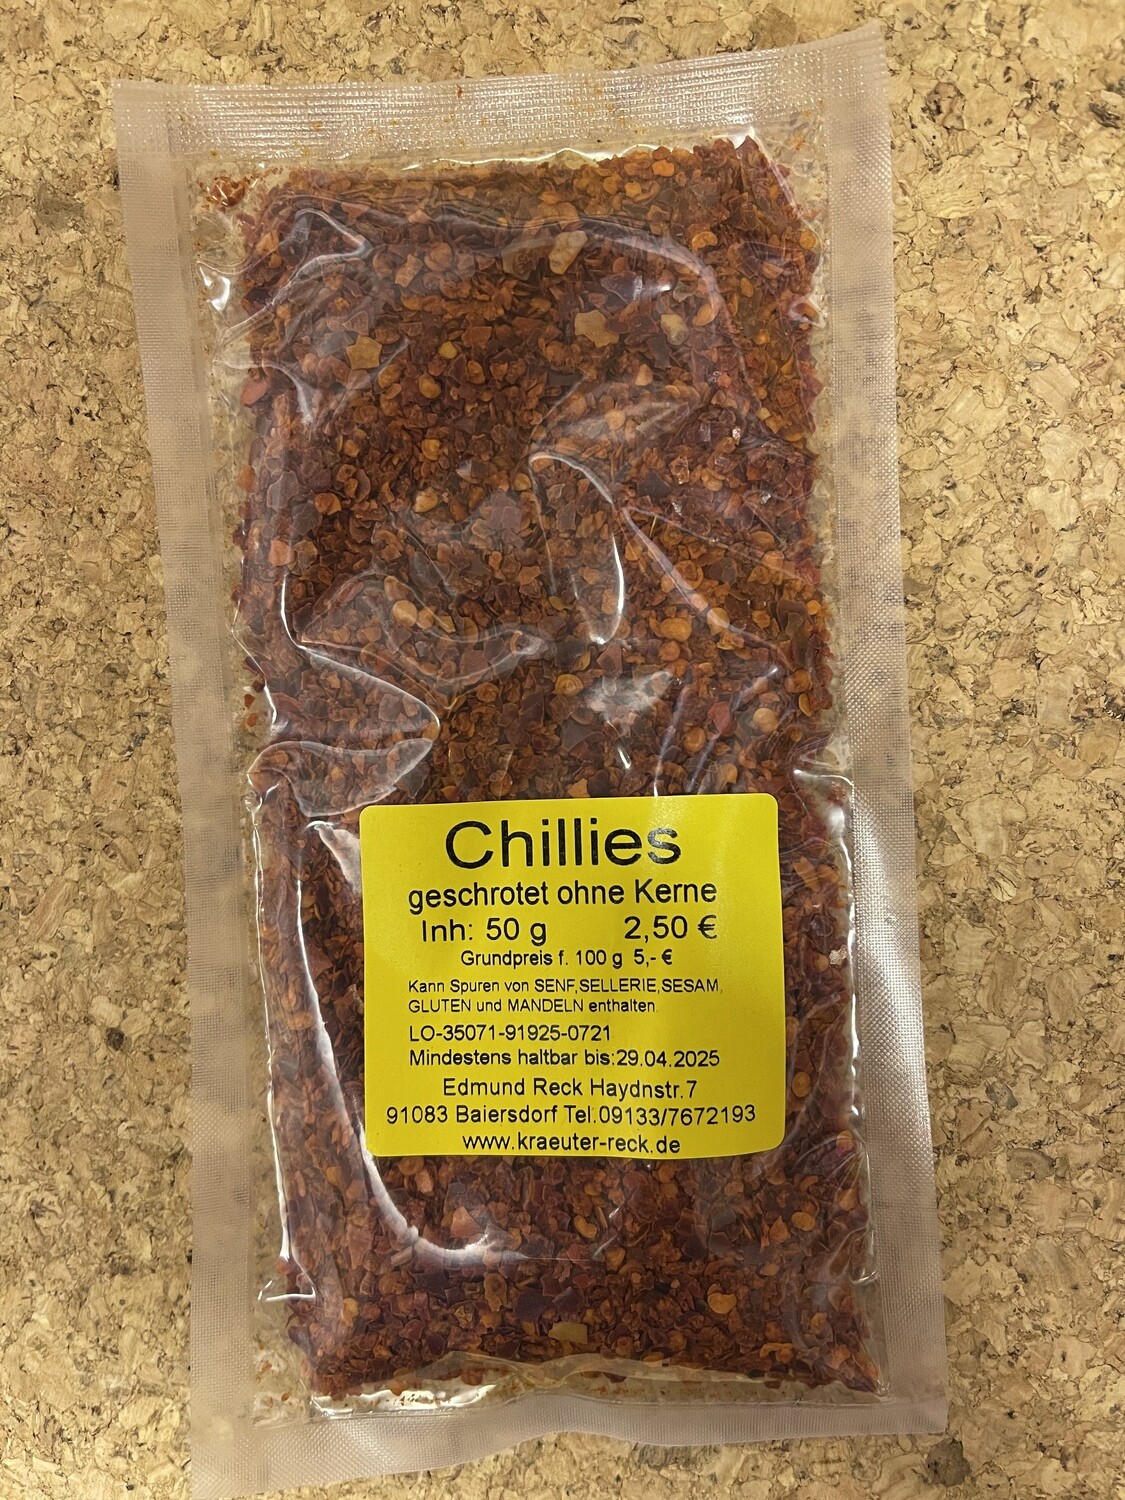 Chillies
geschrotet ohne Kerne
Inh: 50 g 2,50 €
Grundpreis f. 100 g 5,- €
Kann Spuren von SENF,SELLERIE,SESAM,
GLUTEN und MANDELN enthalten.
LO-35071-91925-0721
Mindestens haltbar bis:29.04.2025
Edmund Reck Haydnstr.7
91083 Baiersdorf Tel.09133/7672193
www.kraeuter-reck.de